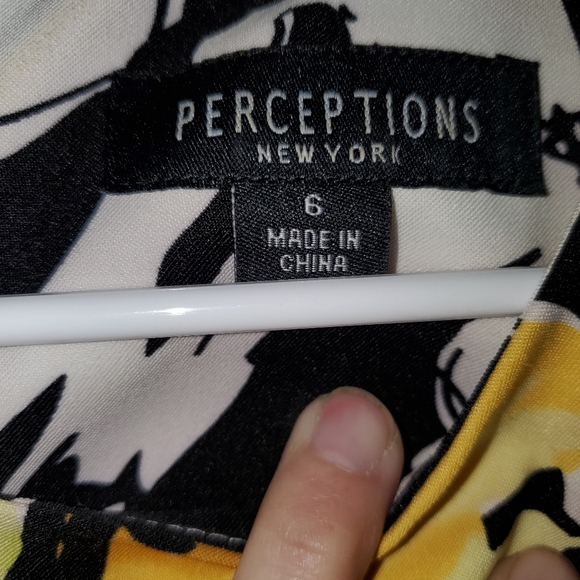 PERCEPTIONS
NEW YORK
6
MADE IN
CHINA